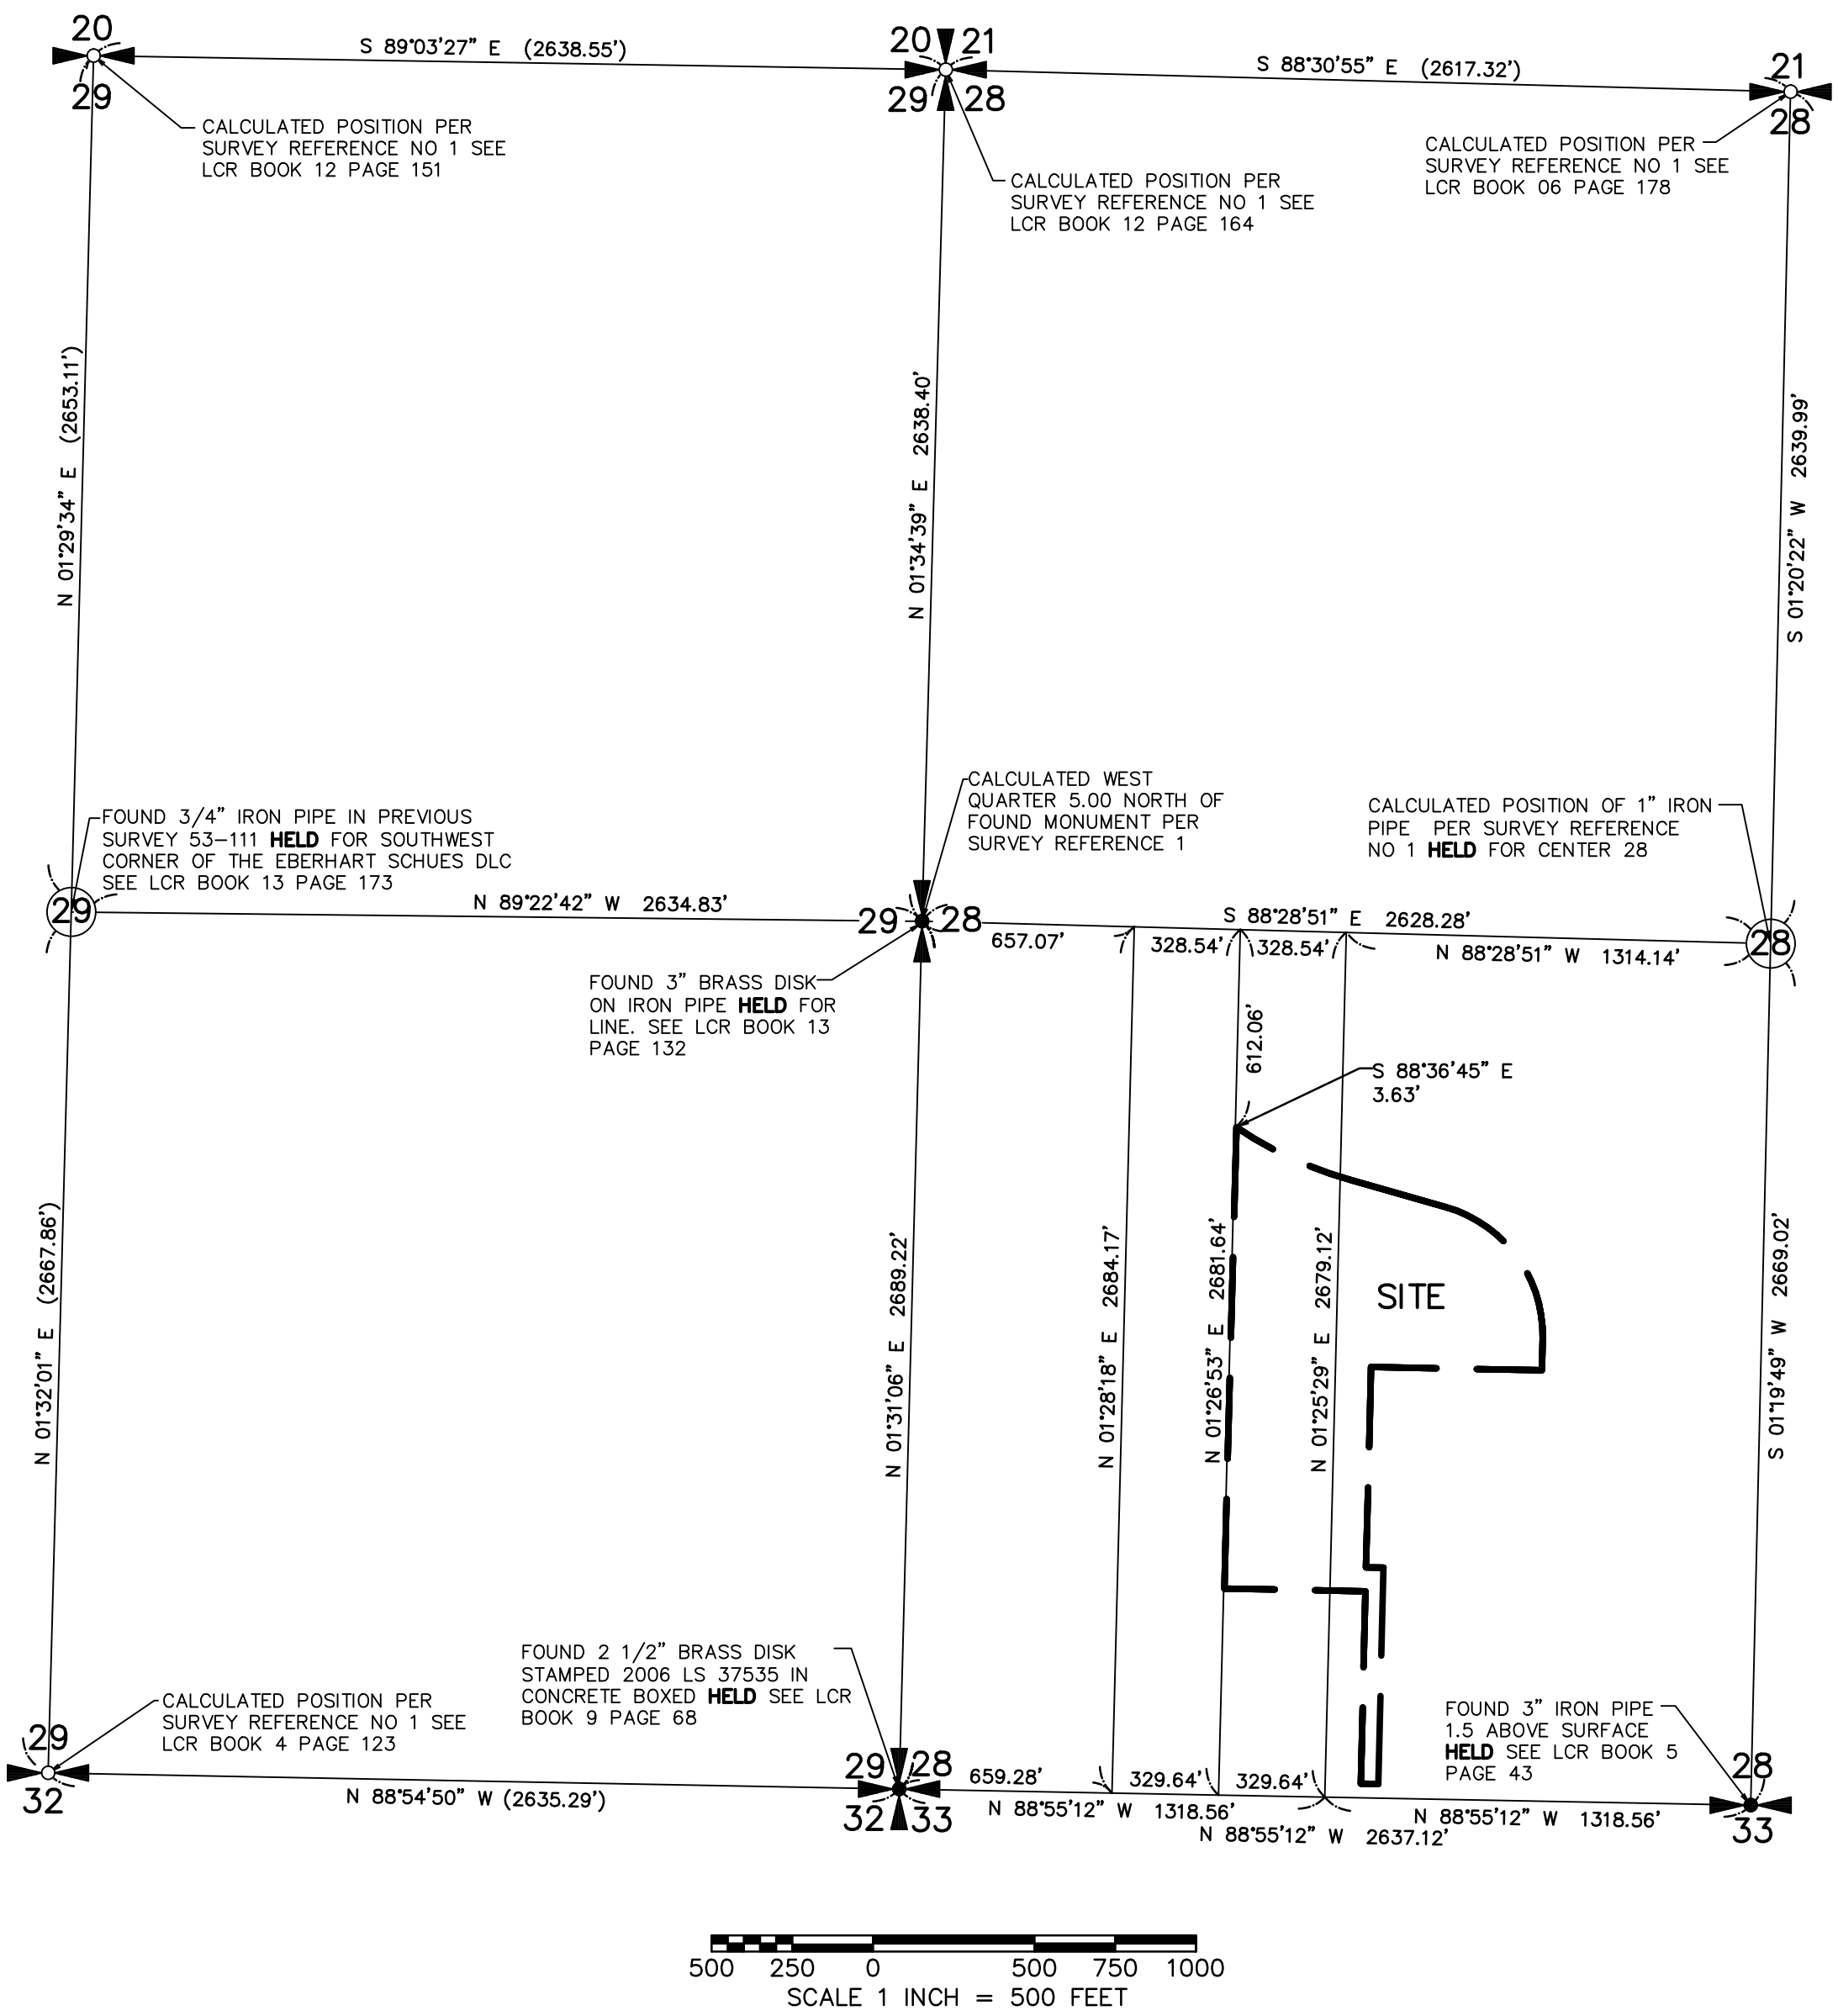 20
29
S 89°03'27" E (2638.55')
20 21
29 28
S 88°30'55" E (2617.32')
21
28
CALCULATED POSITION PER
SURVEY REFERENCE NO 1 SEE
LCR BOOK 12 PAGE 151
CALCULATED POSITION PER
SURVEY REFERENCE NO 1 SEE
LCR BOOK 12 PAGE 164
CALCULATED POSITION PER
SURVEY REFERENCE NO 1 SEE
LCR BOOK 06 PAGE 178
N 01°29'34" E (2653.11')
N 01°34'39" E 2638.40'
S 01°20'22" W 2639.99'
FOUND 3/4" IRON PIPE IN PREVIOUS
SURVEY 53-111 HELD FOR SOUTHWEST
CORNER OF THE EBERHART SCHUES DLC
SEE LCR BOOK 13 PAGE 173
CALCULATED WEST
QUARTER 5.00 NORTH OF
FOUND MONUMENT PER
SURVEY REFERENCE 1
CALCULATED POSITION OF 1" IRON
PIPE PER SURVEY REFERENCE
NO 1 HELD FOR CENTER 28
29
N 89°22'42" W 2634.83'
29 28
S 88°28'51" E 2628.28'
657.07'
328.54'
328.54'
N 88°28'51" W 1314.14'
28
FOUND 3" BRASS DISK
ON IRON PIPE HELD FOR
LINE. SEE LCR BOOK 13
PAGE 132
612.06'
S 88°36'45" E
3.63'
SITE
N 01°32'01" E (2667.86')
N 01°31'06" E 2689.22'
N 01°28'18" E 2684.17'
N 01°26'53" E 2681.64'
N 01°25'29" E 2679.12'
S 01°19'49" W 2669.02'
FOUND 2 1/2" BRASS DISK
STAMPED 2006 LS 37535 IN
CONCRETE BOXED HELD SEE LCR
BOOK 9 PAGE 68
CALCULATED POSITION PER
SURVEY REFERENCE NO 1 SEE
LCR BOOK 4 PAGE 123
FOUND 3" IRON PIPE
1.5 ABOVE SURFACE
HELD SEE LCR BOOK 5
PAGE 43
29
32
N 88°54'50" W (2635.29')
29 28
32 33
659.28'
329.64'
329.64'
N 88°55'12" W 1318.56'
N 88°55'12" W 1318.56'
N 88°55'12" W 2637.12'
28
33
500 250 0 500 750 1000
SCALE 1 INCH = 500 FEET